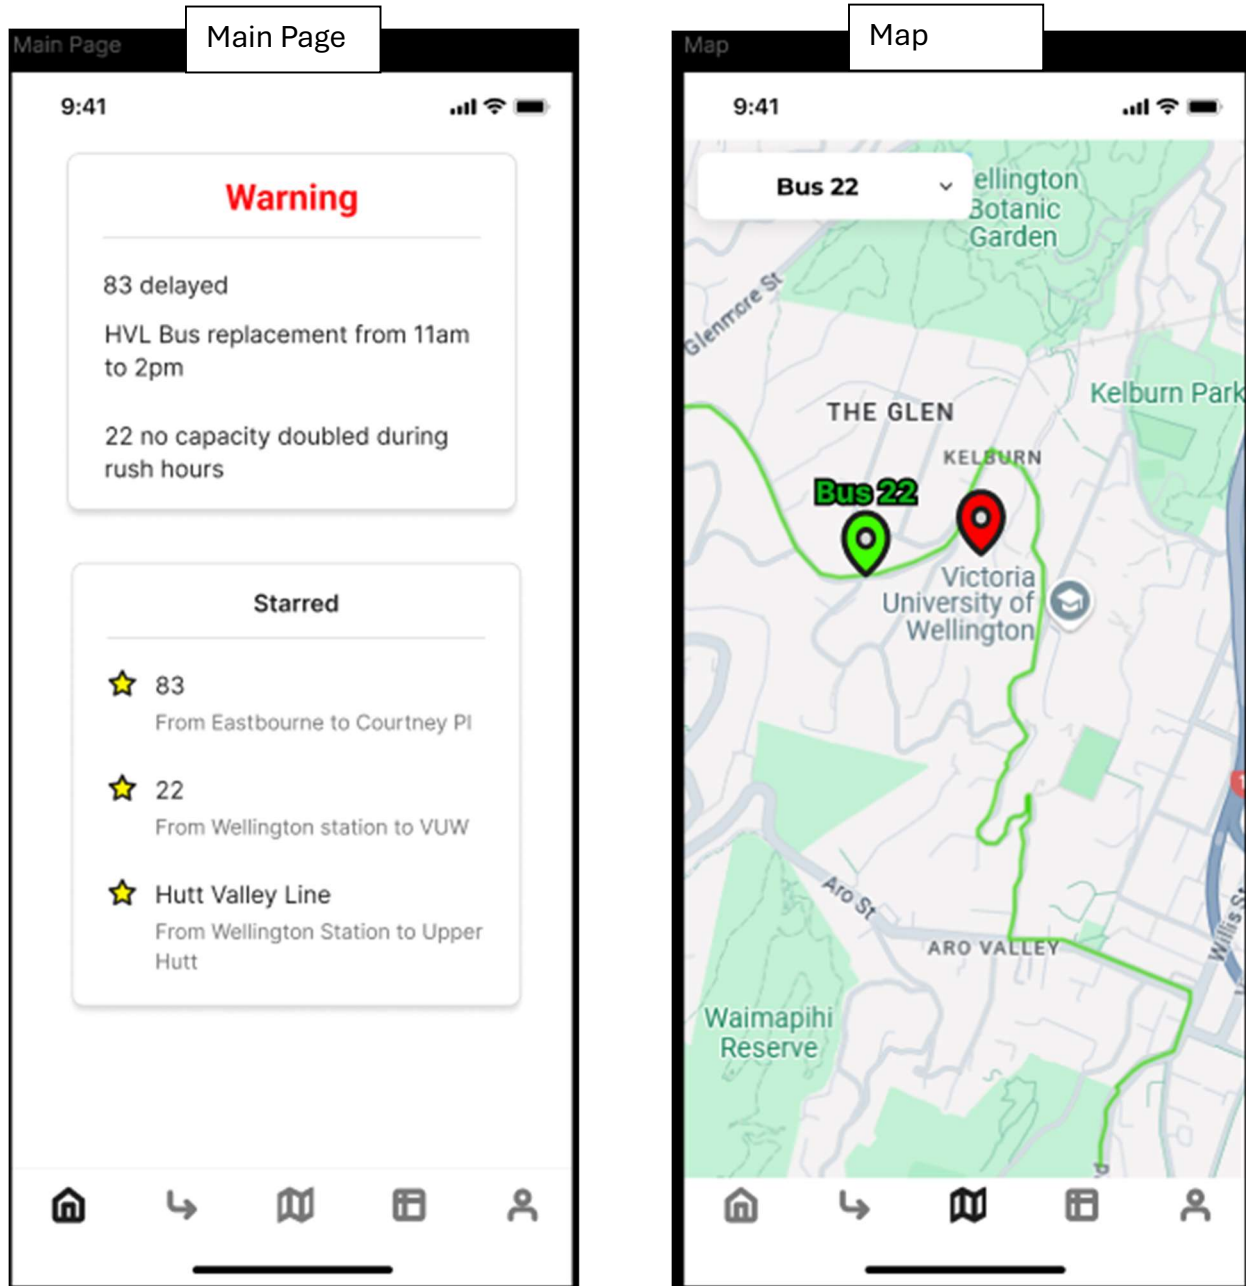 Main Page
Main Page
9:41
Warning
83 delayed
HVL Bus replacement from 11am
to 2pm
22 no capacity doubled during
rush hours
Starred
83
From Eastbourne to Courtney Pl
22
From Wellington station to VUW
Hutt Valley Line
From Wellington Station to Upper
Hutt
Map
Map
9:41
Bus 22
ellington
Botanic
Garden
Glenmore St
Kelburn Park
THE GLEN
KELBURN
Bus 22
Victoria
University of
Wellington
Aro St
ARO VALLEY
Willis St
Waimapihi
Reserve